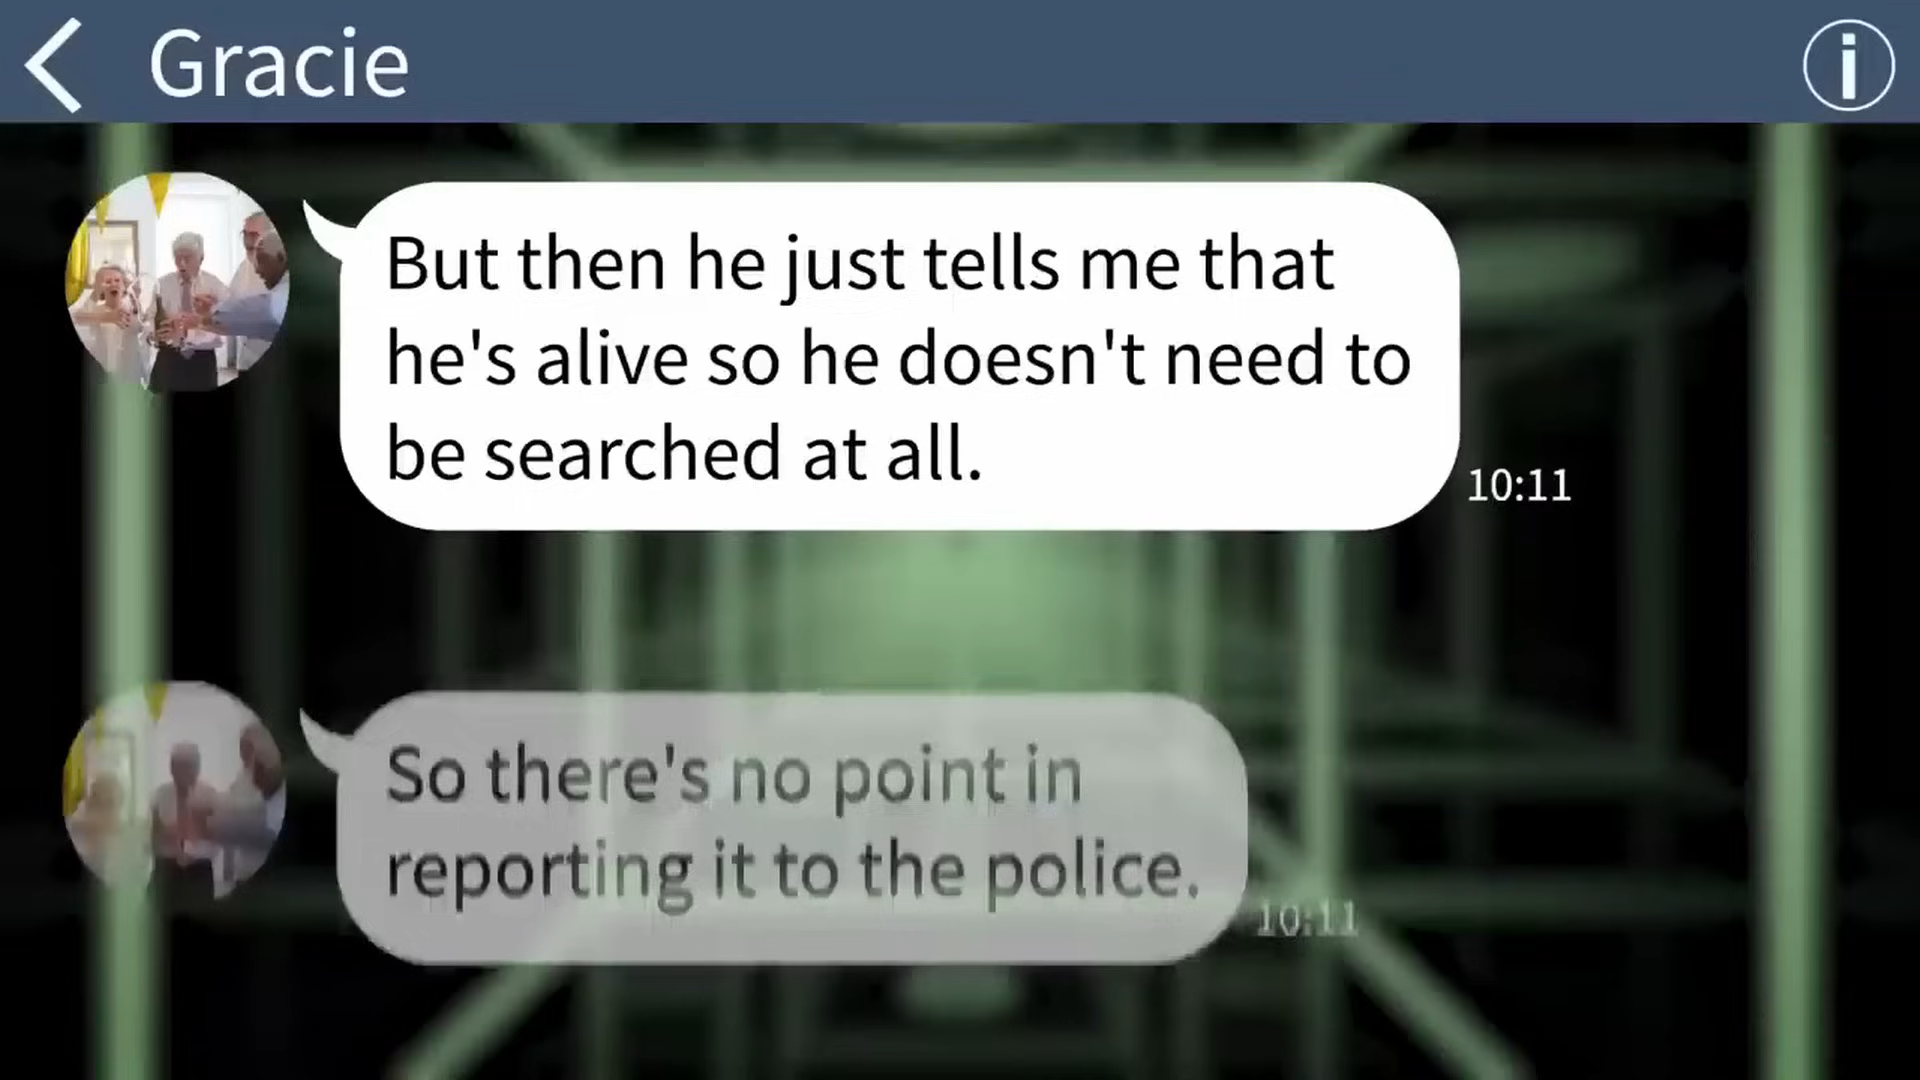 Gracie
But then he just tells me that
he's alive so he doesn't need to
be searched at all.
10:11
So there's no point in
reporting it to the police.
10:11